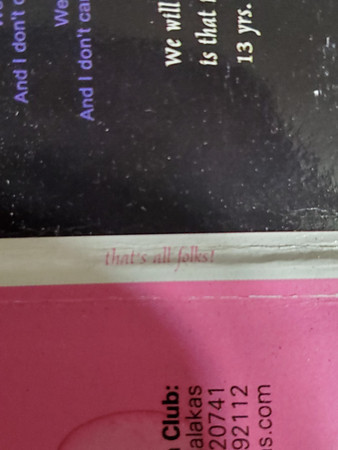 And I don't
We
And I don't
We will
is that
13 yrs.
that's all folks!
Club:
alakas
20741
92112
s.com